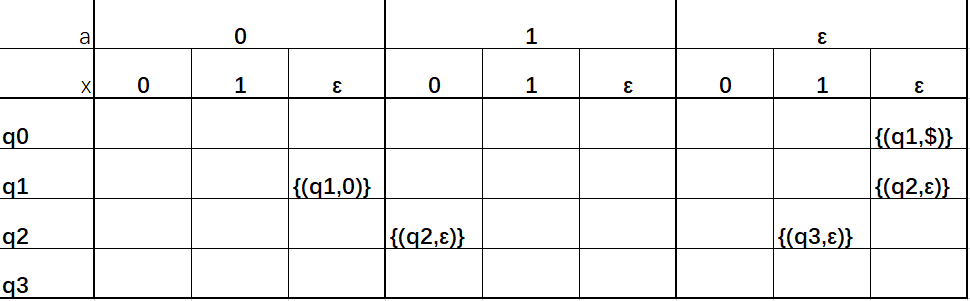 a 0 1 ε
x 0 1 ε 0 1 ε 0 1 ε
q0 {(q1,$)}
q1 {(q1,0)} {(q2,ε)}
q2 {(q2,ε)} {(q3,ε)}
q3